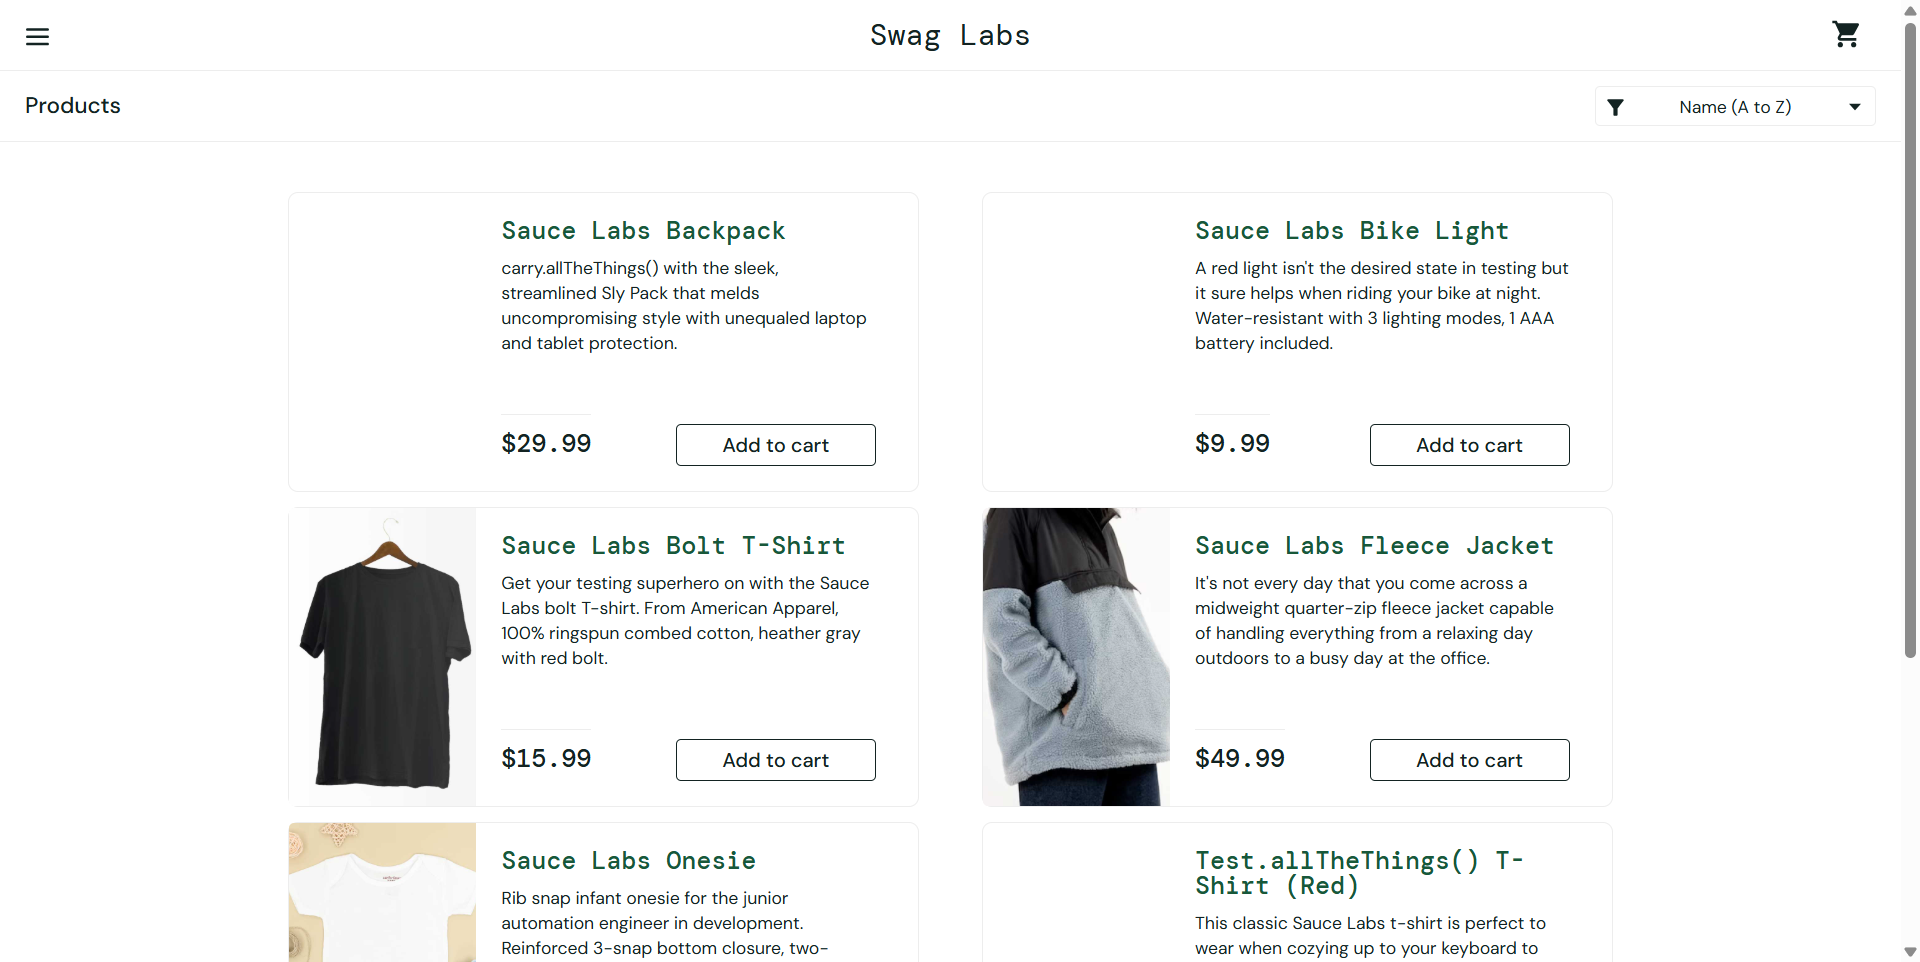 Swag Labs
Products
Name (A to Z)
Sauce Labs Backpack
carry.allTheThings() with the sleek,
streamlined Sly Pack that melds
uncompromising style with unequaled laptop
and tablet protection.
$29.99
Add to cart
Sauce Labs Bike Light
A red light isn't the desired state in testing but
it sure helps when riding your bike at night.
Water-resistant with 3 lighting modes, 1 AAA
battery included.
$9.99
Add to cart
Sauce Labs Bolt T-Shirt
Get your testing superhero on with the Sauce
Labs bolt T-shirt. From American Apparel,
100% ringspun combed cotton, heather gray
with red bolt.
$15.99
Add to cart
Sauce Labs Fleece Jacket
It's not every day that you come across a
midweight quarter-zip fleece jacket capable
of handling everything from a relaxing day
outdoors to a busy day at the office.
$49.99
Add to cart
Sauce Labs Onesie
Rib snap infant onesie for the junior
automation engineer in development.
Reinforced 3-snap bottom closure, two-
Test.allTheThings() T-
Shirt (Red)
This classic Sauce Labs t-shirt is perfect to
wear when cozying up to your keyboard to